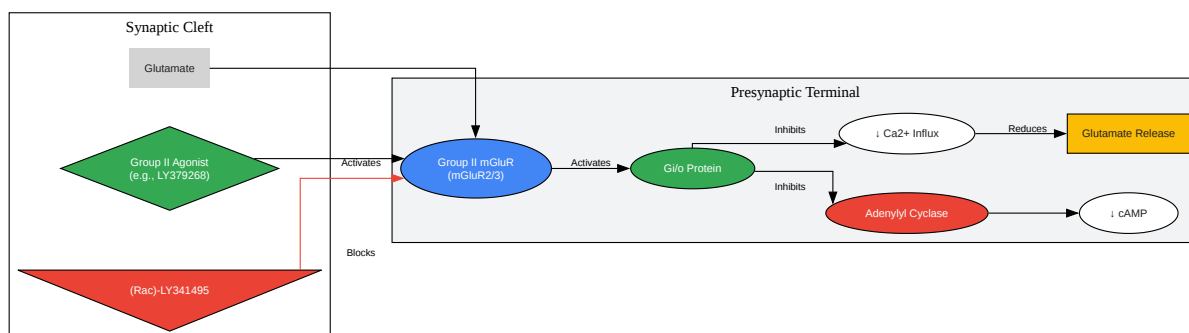 Synaptic Cleft
Glutamate
Group II Agonist
(e.g., LY379268)
(Rac)-LY341495
Activates
Blocks
Presynaptic Terminal
Group II mGluR
(mGluR2/3)
Activates
Gi/o Protein
Inhibits
Inhibits
↓ Ca2+ Influx
Reduces
Glutamate Release
Adenylyl Cyclase
↓ cAMP